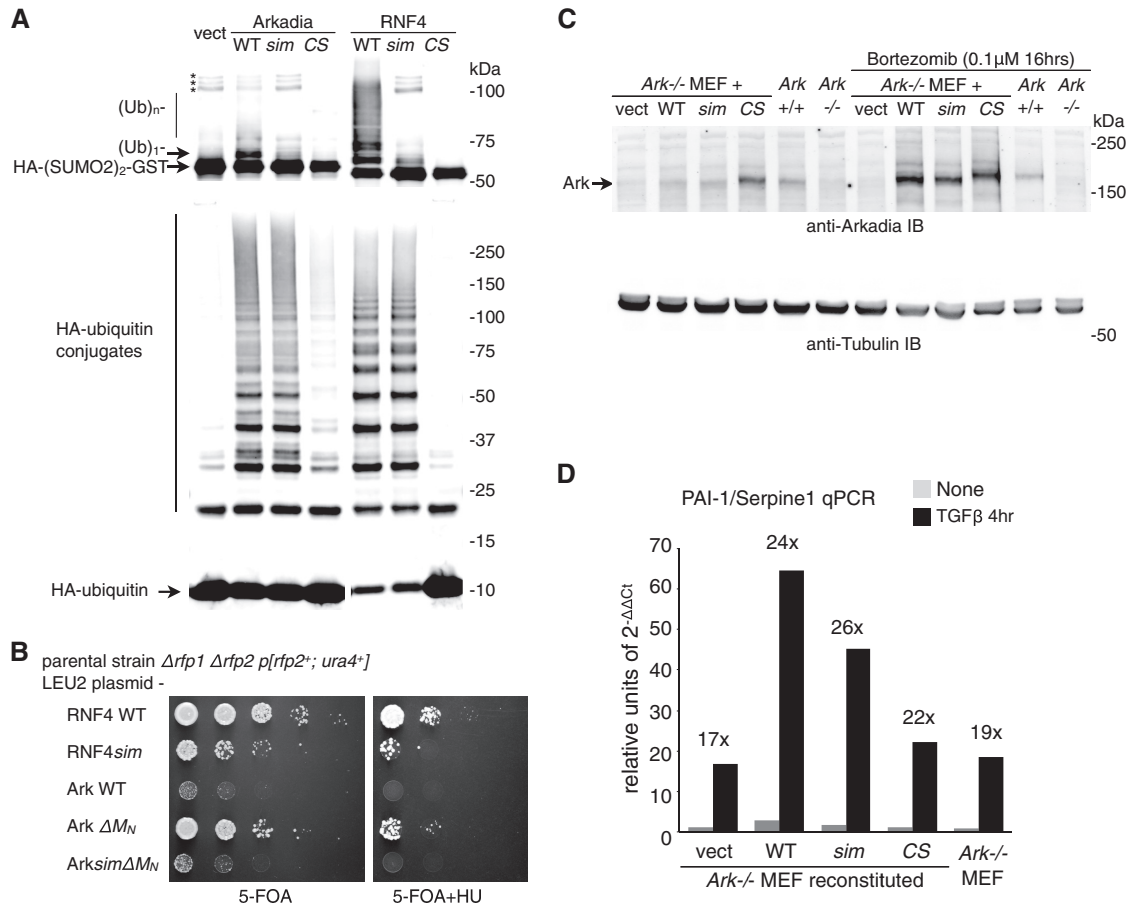 A
vect Arkadia RNF4
WT sim CS WT sim CS
kDa
*
*
*
-100
(Ub)n-
-75
(Ub)1-
HA-(SUMO2)2-GST
-50
-250
-150
-100
HA-ubiquitin
conjugates
-75
-50
-37
-25
-15
HA-ubiquitin
-10
B
parental strain Δrfp1 Δrfp2 p[rfp2+; ura4+]
LEU2 plasmid -
RNF4 WT
RNF4sim
Ark WT
Ark ΔMN
ArksimΔMN
5-FOA 5-FOA+HU
C
Bortezomib (0.1μM 16hrs)
Ark-/- MEF + Ark Ark Ark-/- MEF + Ark Ark
vect WT sim CS +/+ -/- vect WT sim CS +/+ -/-
kDa
-250
Ark
-150
anti-Arkadia IB
-50
anti-Tubulin IB
D
PAI-1/Serpine1 qPCR
None
TGFβ 4hr
relative units of 2-ΔΔCt
70
60
50
40
30
20
10
0
17x
24x
26x
22x
19x
vect WT sim CS Ark-/-
Ark-/- MEF reconstituted MEF